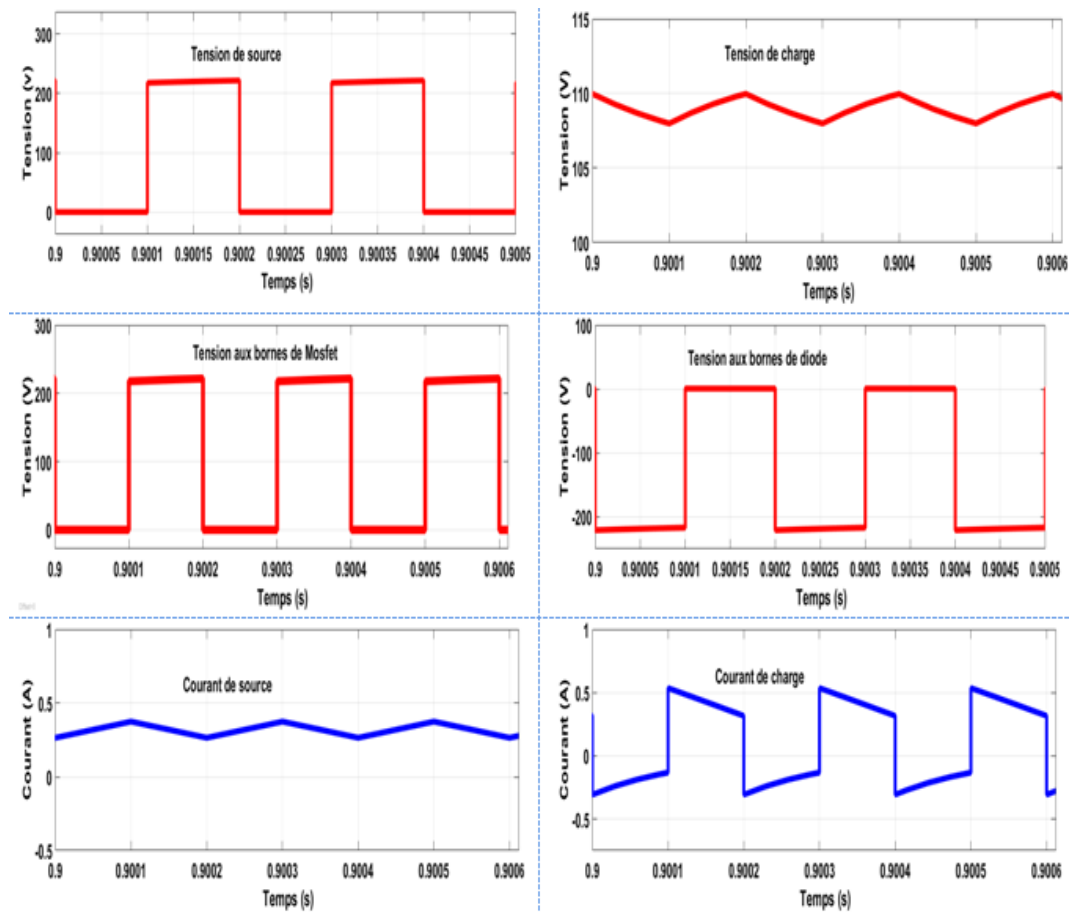 Tension de source
Tension (v)
300
200
100
0
0.9 0.90005 0.9001 0.90015 0.9002 0.90025 0.9003 0.90035 0.9004 0.90045 0.9005
Temps (s)
Tension de charge
Tension (V)
115
110
105
100
0.9 0.9001 0.9002 0.9003 0.9004 0.9005 0.9006
Temps (s)
Tension aux bornes de Mosfet
Tension (V)
300
200
100
0
0.9 0.9001 0.9002 0.9003 0.9004 0.9005 0.9006
Temps (s)
Tension aux bornes de diode
Tension (V)
100
0
-100
-200
0.9 0.90005 0.9001 0.90015 0.9002 0.90025 0.9003 0.90035 0.9004 0.90045 0.9005
Temps (s)
Courant de source
Courant (A)
1
0.5
0
-0.5
0.9 0.9001 0.9002 0.9003 0.9004 0.9005 0.9006
Temps (s)
Courant de charge
Courant (A)
1
0.5
0
-0.5
0.9 0.9001 0.9002 0.9003 0.9004 0.9005 0.9006
Temps (s)